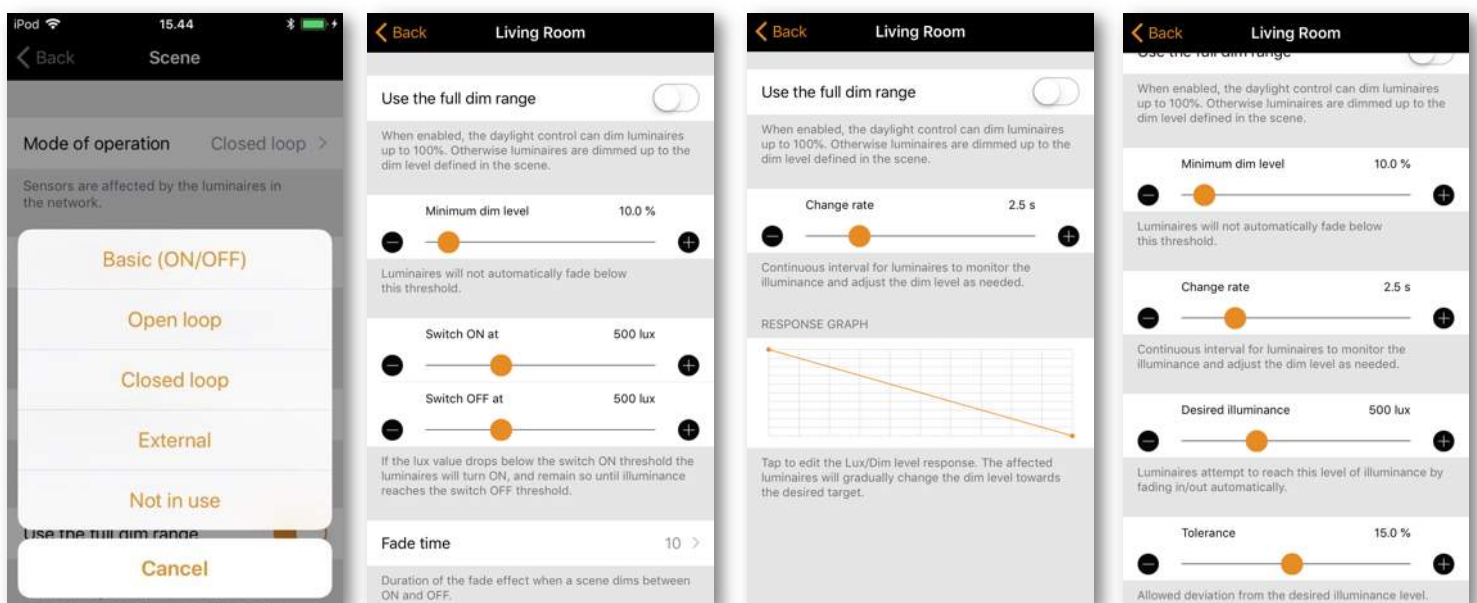 iPod 15.44
Back Scene
Mode of operation Closed loop
Sensors are affected by the luminaires in
the network.
Basic (ON/OFF)
Open loop
Closed loop
External
Not in use
Use the full dim range
Cancel
Back Living Room
Use the full dim range
When enabled, the daylight control can dim luminaires
up to 100%. Otherwise luminaires are dimmed up to the
dim level defined in the scene.
Minimum dim level 10.0 %
Luminaires will not automatically fade below
this threshold.
Switch ON at 500 lux
Switch OFF at 500 lux
If the lux value drops below the switch ON threshold the
luminaires will turn ON, and remain so until illuminance
reaches the switch OFF threshold.
Fade time 10
Duration of the fade effect when a scene dims between
ON and OFF.
Back Living Room
Use the full dim range
When enabled, the daylight control can dim luminaires
up to 100%. Otherwise luminaires are dimmed up to the
dim level defined in the scene.
Change rate 2.5 s
Continuous interval for luminaires to monitor the
illuminance and adjust the dim level as needed.
RESPONSE GRAPH
Tap to edit the Lux/Dim level response. The affected
luminaires will gradually change the dim level towards
the desired target.
Back Living Room
Use the full dim range
When enabled, the daylight control can dim luminaires
up to 100%. Otherwise luminaires are dimmed up to the
dim level defined in the scene.
Minimum dim level 10.0 %
Luminaires will not automatically fade below
this threshold.
Change rate 2.5 s
Continuous interval for luminaires to monitor the
illuminance and adjust the dim level as needed.
Desired illuminance 500 lux
Luminaires attempt to reach this level of illuminance by
fading in/out automatically.
Tolerance 15.0 %
Allowed deviation from the desired illuminance level.